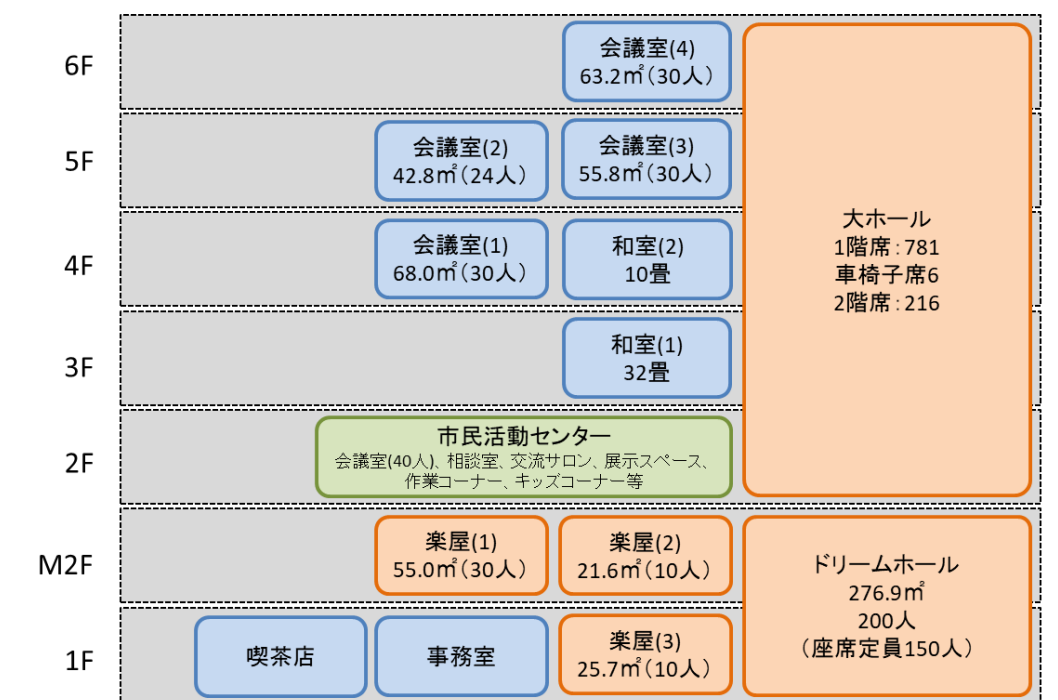 6F
会議室(4)
63.2㎡(30人)
5F
会議室(2)
42.8㎡(24人)
会議室(3)
55.8㎡(30人)
大ホール
1階席:781
車椅子席6
2階席:216
4F
会議室(1)
68.0㎡(30人)
和室(2)
10畳
3F
和室(1)
32畳
2F
市民活動センター
会議室(40人)、相談室、交流サロン、展示スペース、
作業コーナー、キッズコーナー等
M2F
楽屋(1)
55.0㎡(30人)
楽屋(2)
21.6㎡(10人)
ドリームホール
276.9㎡
200人
(座席定員150人)
1F
喫茶店
事務室
楽屋(3)
25.7㎡(10人)